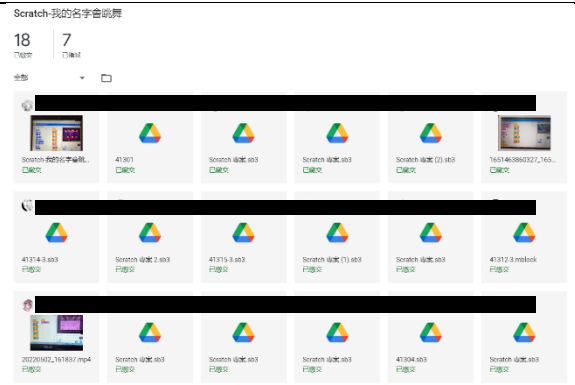 Scratch-我的名字會跳舞
18 7
已繳交 已指派
全部
Scratch-我的名字會跳... 41301 Scratch 專案.sb3 Scratch 專案.sb3 Scratch 專案 (2).sb3 1651463860327_165...
已繳交 已繳交 已繳交 已繳交 已繳交 已繳交
41314-3.sb3 Scratch 專案 2.sb3 41315-3.sb3 Scratch 專案 (1).sb3 Scratch 專案.sb3 41312-3.mblock
已繳交 已繳交 已繳交 已繳交 已繳交 已繳交
20220502_161837.mp4 Scratch 專案.sb3 Scratch 專案.sb3 Scratch 專案.sb3 41304.sb3 Scratch 專案.sb3
已繳交 已繳交 已繳交 已繳交 已繳交 已繳交